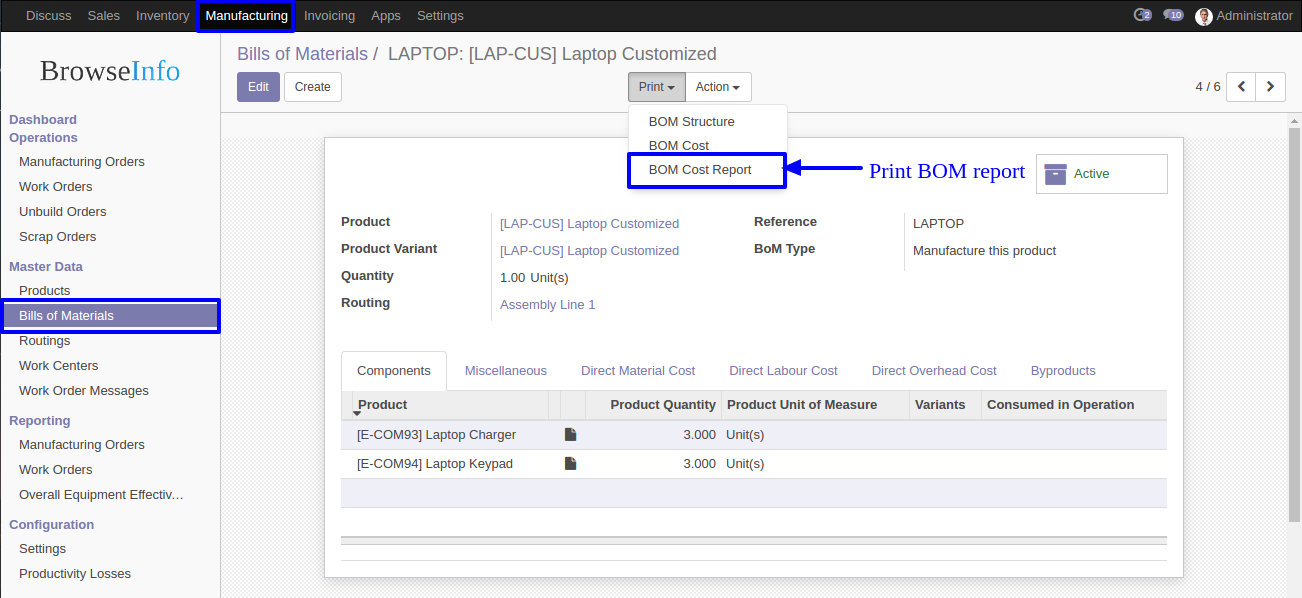 Discuss Sales Inventory Manufacturing Invoicing Apps Settings 2 10 Administrator
BrowseInfo
Dashboard
Operations
Manufacturing Orders
Work Orders
Unbuild Orders
Scrap Orders
Master Data
Products
Bills of Materials
Routings
Work Centers
Work Order Messages
Reporting
Manufacturing Orders
Work Orders
Overall Equipment Effectiv…
Configuration
Settings
Productivity Losses
Bills of Materials / LAPTOP: [LAP-CUS] Laptop Customized
Edit Create Print Action 4 / 6
BOM Structure
BOM Cost
BOM Cost Report
Print BOM report
Active
Product [LAP-CUS] Laptop Customized Reference LAPTOP
Product Variant [LAP-CUS] Laptop Customized BoM Type Manufacture this product
Quantity 1.00 Unit(s)
Routing Assembly Line 1
Components Miscellaneous Direct Material Cost Direct Labour Cost Direct Overhead Cost Byproducts
Product Product Quantity Product Unit of Measure Variants Consumed in Operation
[E-COM93] Laptop Charger 3.000 Unit(s)
[E-COM94] Laptop Keypad 3.000 Unit(s)